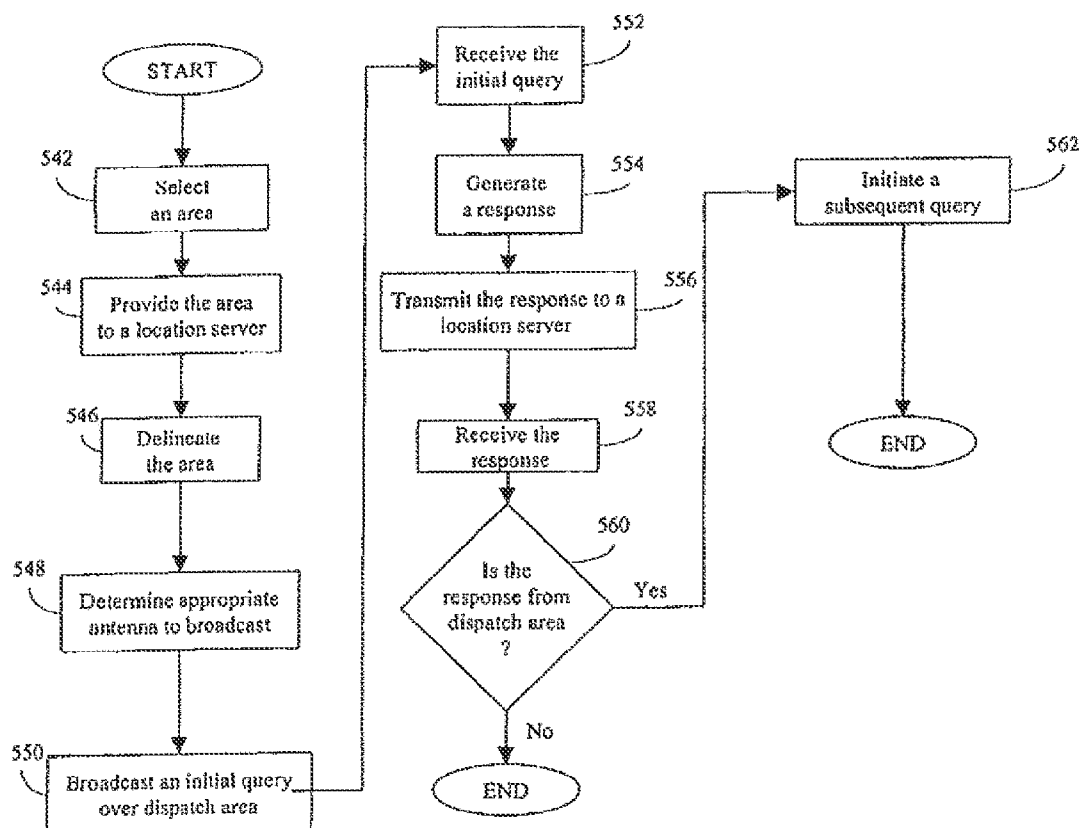 START
542
Select
an area
544
Provide the area
to a location server
546
Delineate
the area
548
Determine appropriate
antenna to broadcast
550
Broadcast an initial query
over dispatch area
552
Receive the
initial query
554
Generate
a response
556
Transmit the response to a
location server
558
Receive the
response
560
Is the
response from
dispatch area
?
Yes
No
END
562
Initiate a
subsequent query
END